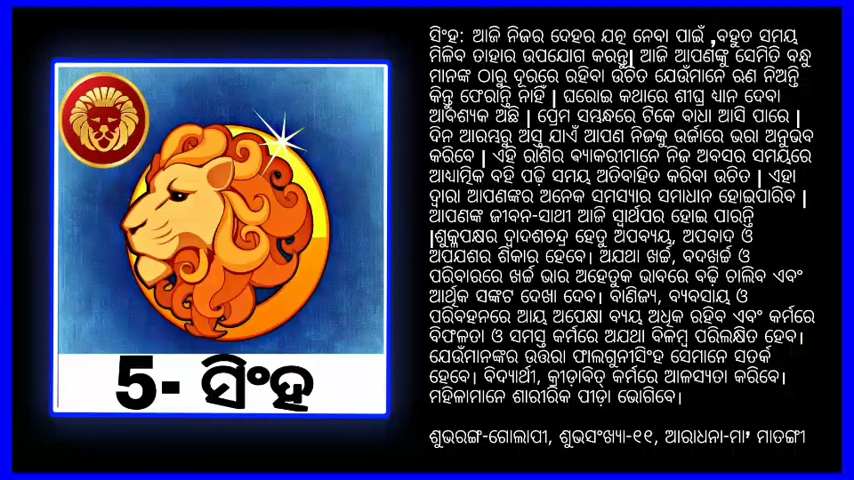 5- ସିଂହ
ସିଂହ: ଆଜି ନିଜର ଦେହର ଯତ୍ନ ନେବା ପାଇଁ ,ବହୁତ ସମୟ
ମିଳିବ ତାହାର ଉପଯୋଗ କରନ୍ତୁ| ଆଜି ଆପଣଙ୍କୁ ସେମିତି ବନ୍ଧୁ
ମାନଙ୍କ ଠାରୁ ଦୂରରେ ରହିବା ଉଚିତ ଯେଉଁମାନେ ଋଣ ନିଅନ୍ତି
କିନ୍ତୁ ଫେରାନ୍ତି ନାହିଁ | ଘରୋଇ କଥାରେ ଶୀଘ୍ର ଧ୍ୟାନ ଦେବା
ଆବଶ୍ୟକ ଅଛି | ପ୍ରେମ ସମ୍ବନ୍ଧରେ ଟିକେ ବାଧା ଆସି ପାରେ |
ଦିନ ଆରମ୍ଭରୁ ଅସ୍ତ ଯାଏଁ ଆପଣ ନିଜକୁ ଉର୍ଜାରେ ଭରା ଅନୁଭବ
କରିବେ | ଏହି ରାଶିର ବ୍ୟାକରୀମାନେ ନିଜ ଅବସର ସମୟରେ
ଆଧ୍ୟାତ୍ମିକ ବହି ପଢ଼ି ସମୟ ଅତିବାହିତ କରିବା ଉଚିତ | ଏହା
ଦ୍ୱାରା ଆପଣଙ୍କର ଅନେକ ସମସ୍ୟାର ସମାଧାନ ହୋଇପାରିବ |
ଆପଣଙ୍କ ଜୀବନ-ସାଥୀ ଆଜି ସ୍ୱାର୍ଥପର ହୋଇ ପାରନ୍ତି
|ଶୁକ୍ଳପକ୍ଷର ଦ୍ୱାଦଶଚନ୍ଦ୍ର ହେତୁ ଅପବ୍ୟୟ, ଅପବାଦ ଓ
ଅପଯଶର ଶିକାର ହେବେ। ଅଯଥା ଖର୍ଚ୍ଚ, ବଦଖର୍ଚ୍ଚ ଓ
ପରିବାରରେ ଖର୍ଚ୍ଚ ଭାର ଅହେତୁକ ଭାବରେ ବଢ଼ି ଚାଲିବ ଏବଂ
ଆର୍ଥିକ ସଙ୍କଟ ଦେଖା ଦେବ। ବାଣିଜ୍ୟ, ବ୍ୟବସାୟ ଓ
ପରିବହନରେ ଆୟ ଅପେକ୍ଷା ବ୍ୟୟ ଅଧିକ ରହିବ ଏବଂ କର୍ମରେ
ବିଫଳତା ଓ ସମସ୍ତ କର୍ମରେ ଅଯଥା ବିଳମ୍ବ ପରିଲକ୍ଷିତ ହେବ।
ଯେଉଁମାନଙ୍କର ଉତ୍ତରା ଫାଲଗୁନୀସିଂହ ସେମାନେ ସତର୍କ
ହେବେ। ବିଦ୍ୟାର୍ଥୀ, କ୍ରୀଡ଼ାବିତ୍ କର୍ମରେ ଆଳସ୍ୟତା କରିବେ।
ମହିଳାମାନେ ଶାରୀରିକ ପୀଡ଼ା ଭୋଗିବେ।
ଶୁଭରଙ୍ଗ-ଗୋଲାପୀ, ଶୁଭସଂଖ୍ୟା-୧୧, ଆରାଧନା-ମା' ମାତଙ୍ଗୀ